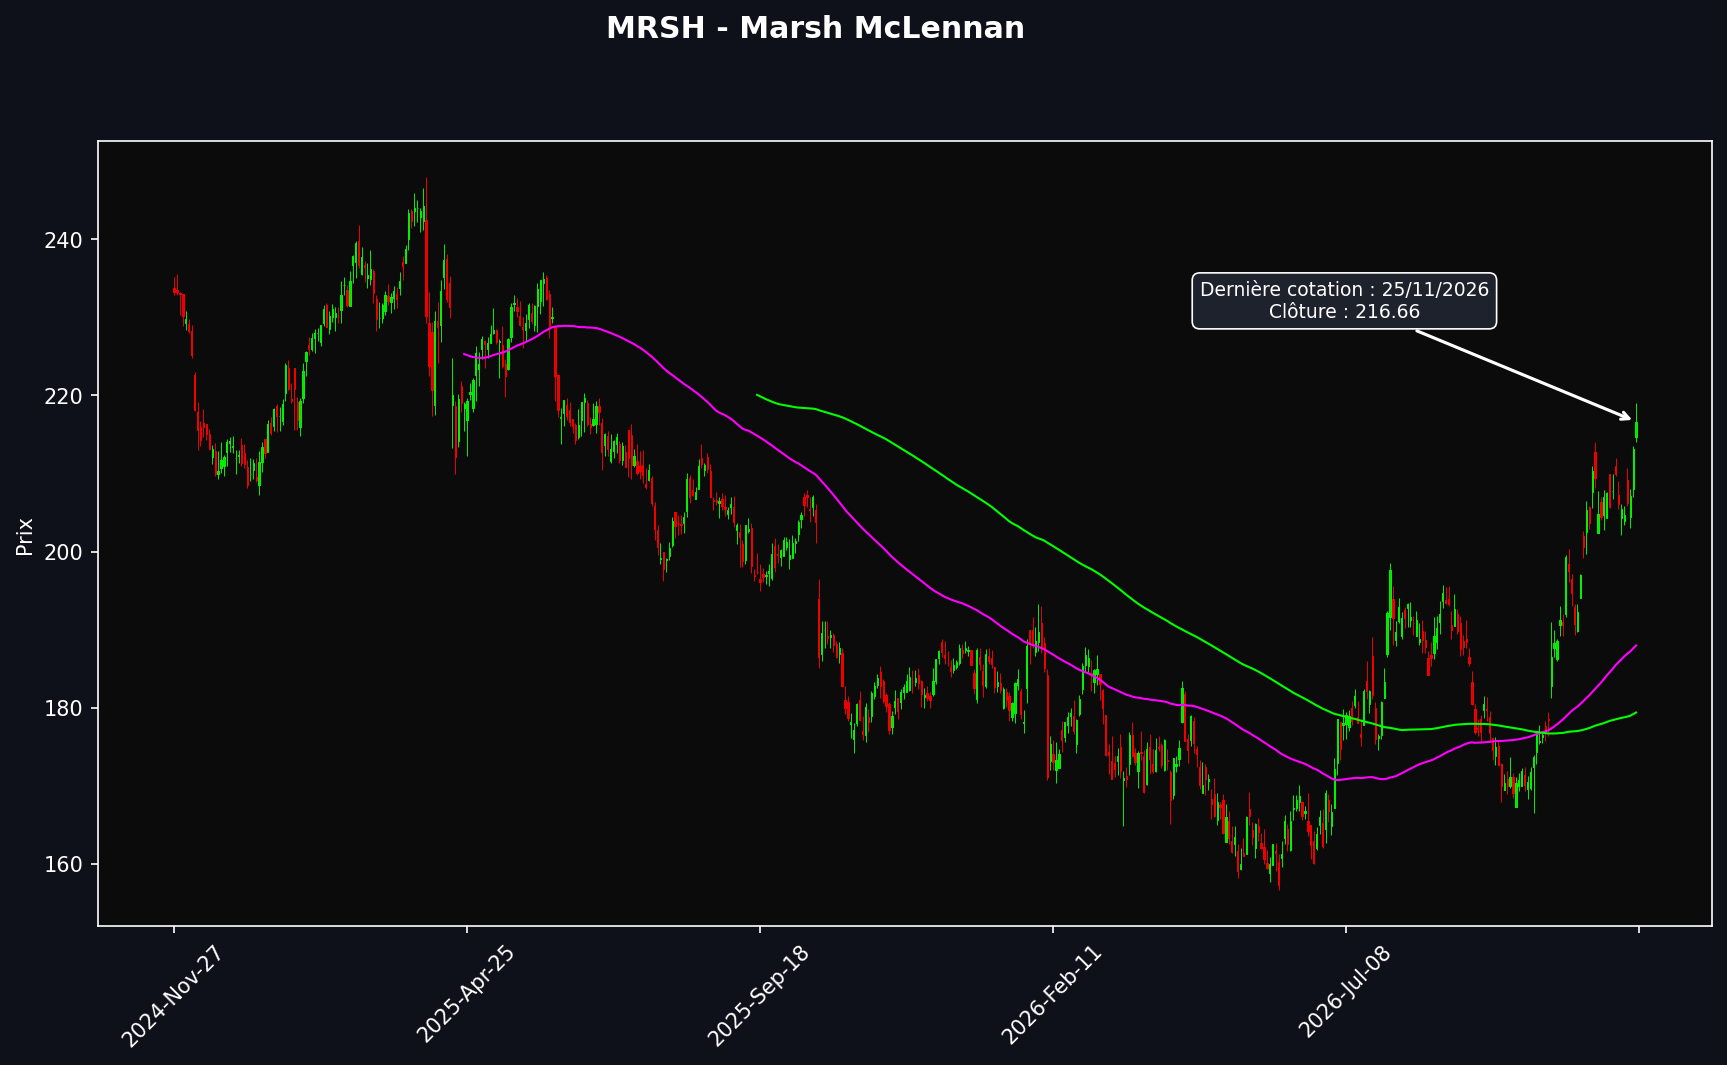 MRSH - Marsh McLennan
Dernière cotation : 25/11/2026
Clôture : 216.66
Prix
240
220
200
180
160
2024-Nov-27
2025-Apr-25
2025-Sep-18
2026-Feb-11
2026-Jul-08